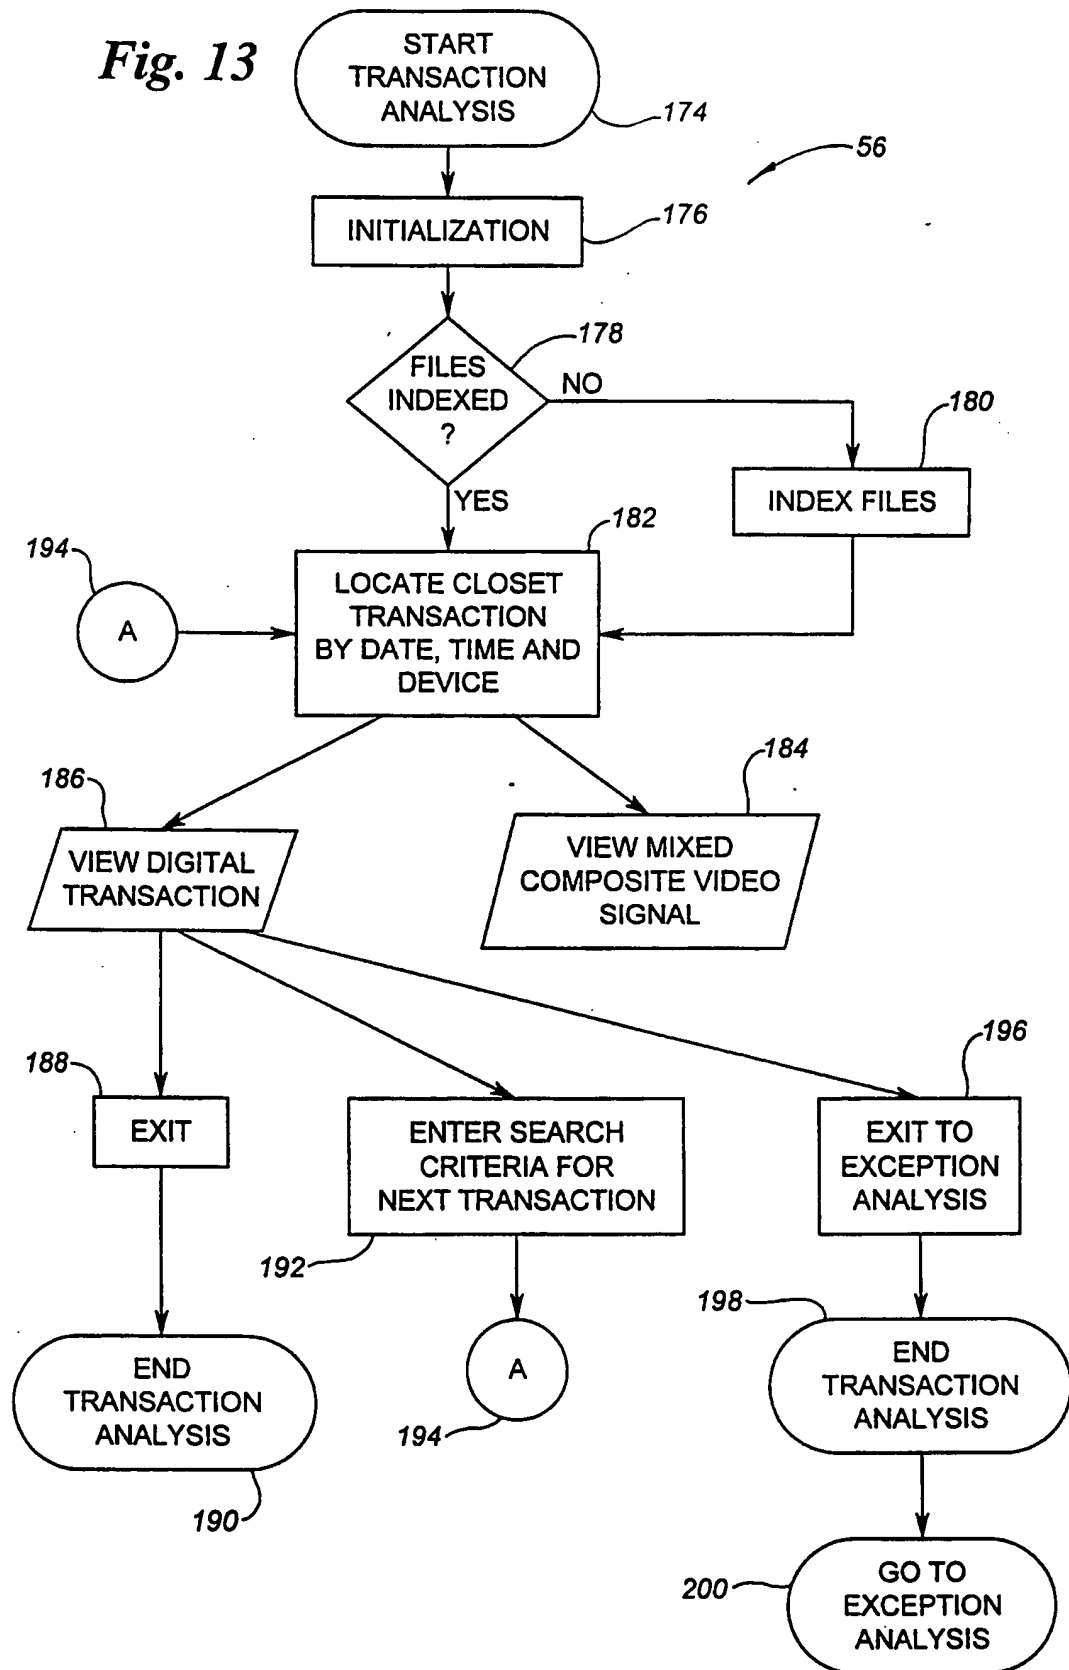 Fig. 13
START
TRANSACTION
ANALYSIS
174
56
INITIALIZATION
176
178
FILES
INDEXED
?
NO
180
INDEX FILES
YES
182
194
A
LOCATE CLOSET
TRANSACTION
BY DATE, TIME AND
DEVICE
184
186
VIEW DIGITAL
TRANSACTION
VIEW MIXED
COMPOSITE VIDEO
SIGNAL
196
188
EXIT
ENTER SEARCH
CRITERIA FOR
NEXT TRANSACTION
EXIT TO
EXCEPTION
ANALYSIS
192
198
END
TRANSACTION
ANALYSIS
190
A
194
END
TRANSACTION
ANALYSIS
200
GO TO
EXCEPTION
ANALYSIS